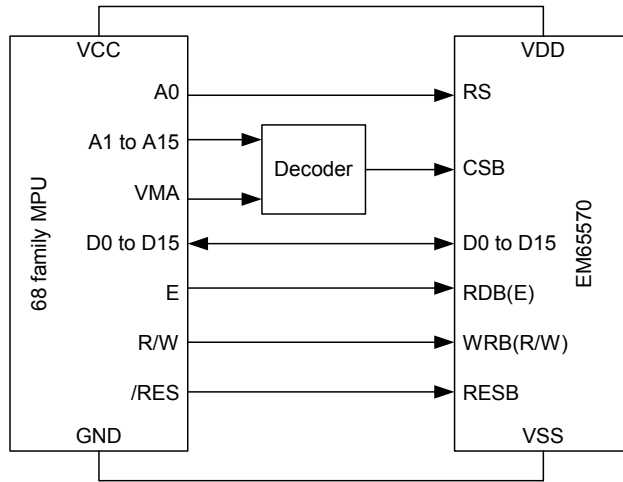 VCC
VDD
A0
RS
A1 to A15
Decoder
CSB
VMA
68 family MPU
D0 to D15
D0 to D15
EM65570
E
RDB(E)
R/W
WRB(R/W)
/RES
RESB
GND
VSS